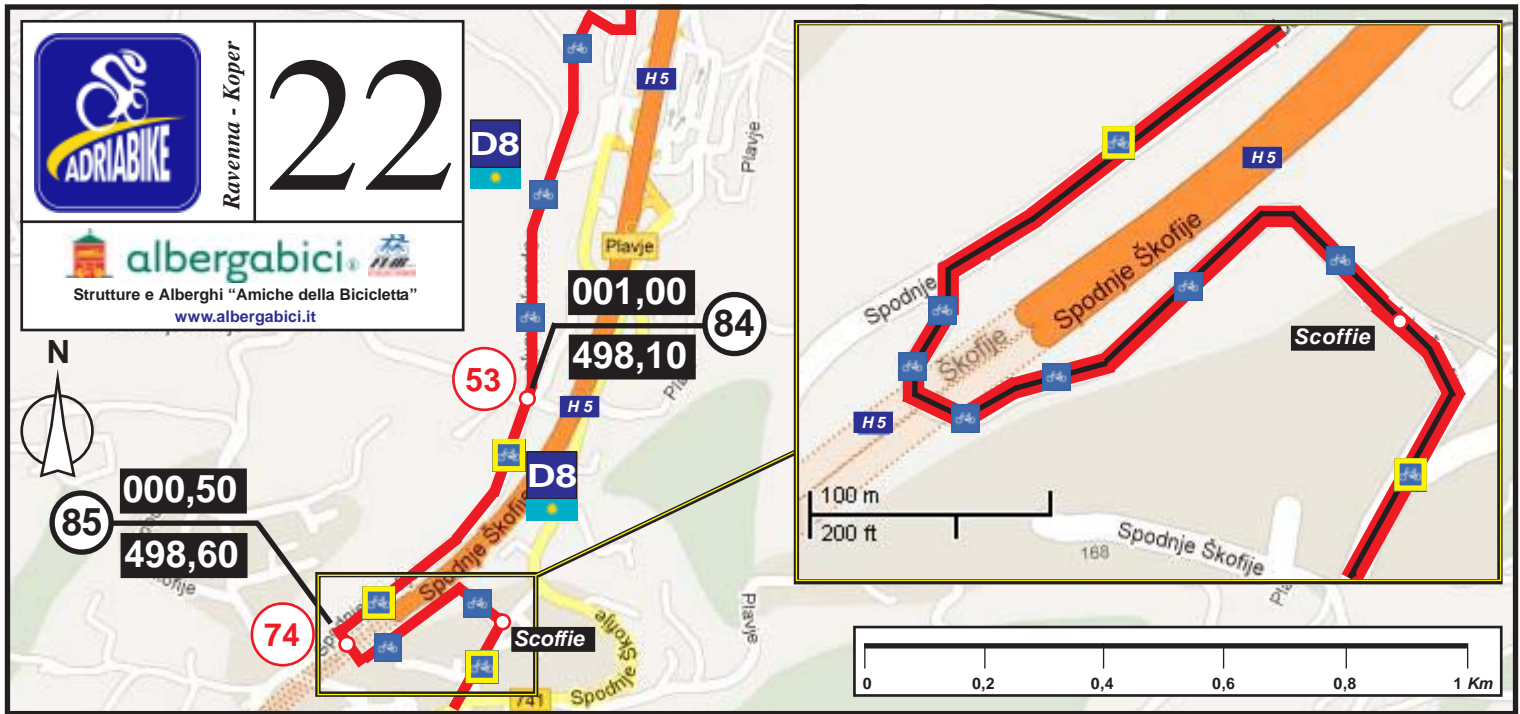 ADRIABIKE
Ravenna - Koper
22
albergabici®
Strutture e Alberghi “Amiche della Bicicletta”
www.albergabici.it
N
D8
H 5
Plavje
Plavje
001,00
84
498,10
53
H 5
D8
000,50
85
498,60
74
Spodnje Škofije
Škofije
Spodnje
Scoffie
741
Spodnje
Škofije
Plavje
H 5
Spodnje Škofije
Spodnje
Škofije
H 5
Scoffie
100 m
200 ft
Spodnje Škofije
168
0
0,2
0,4
0,6
0,8
1 Km